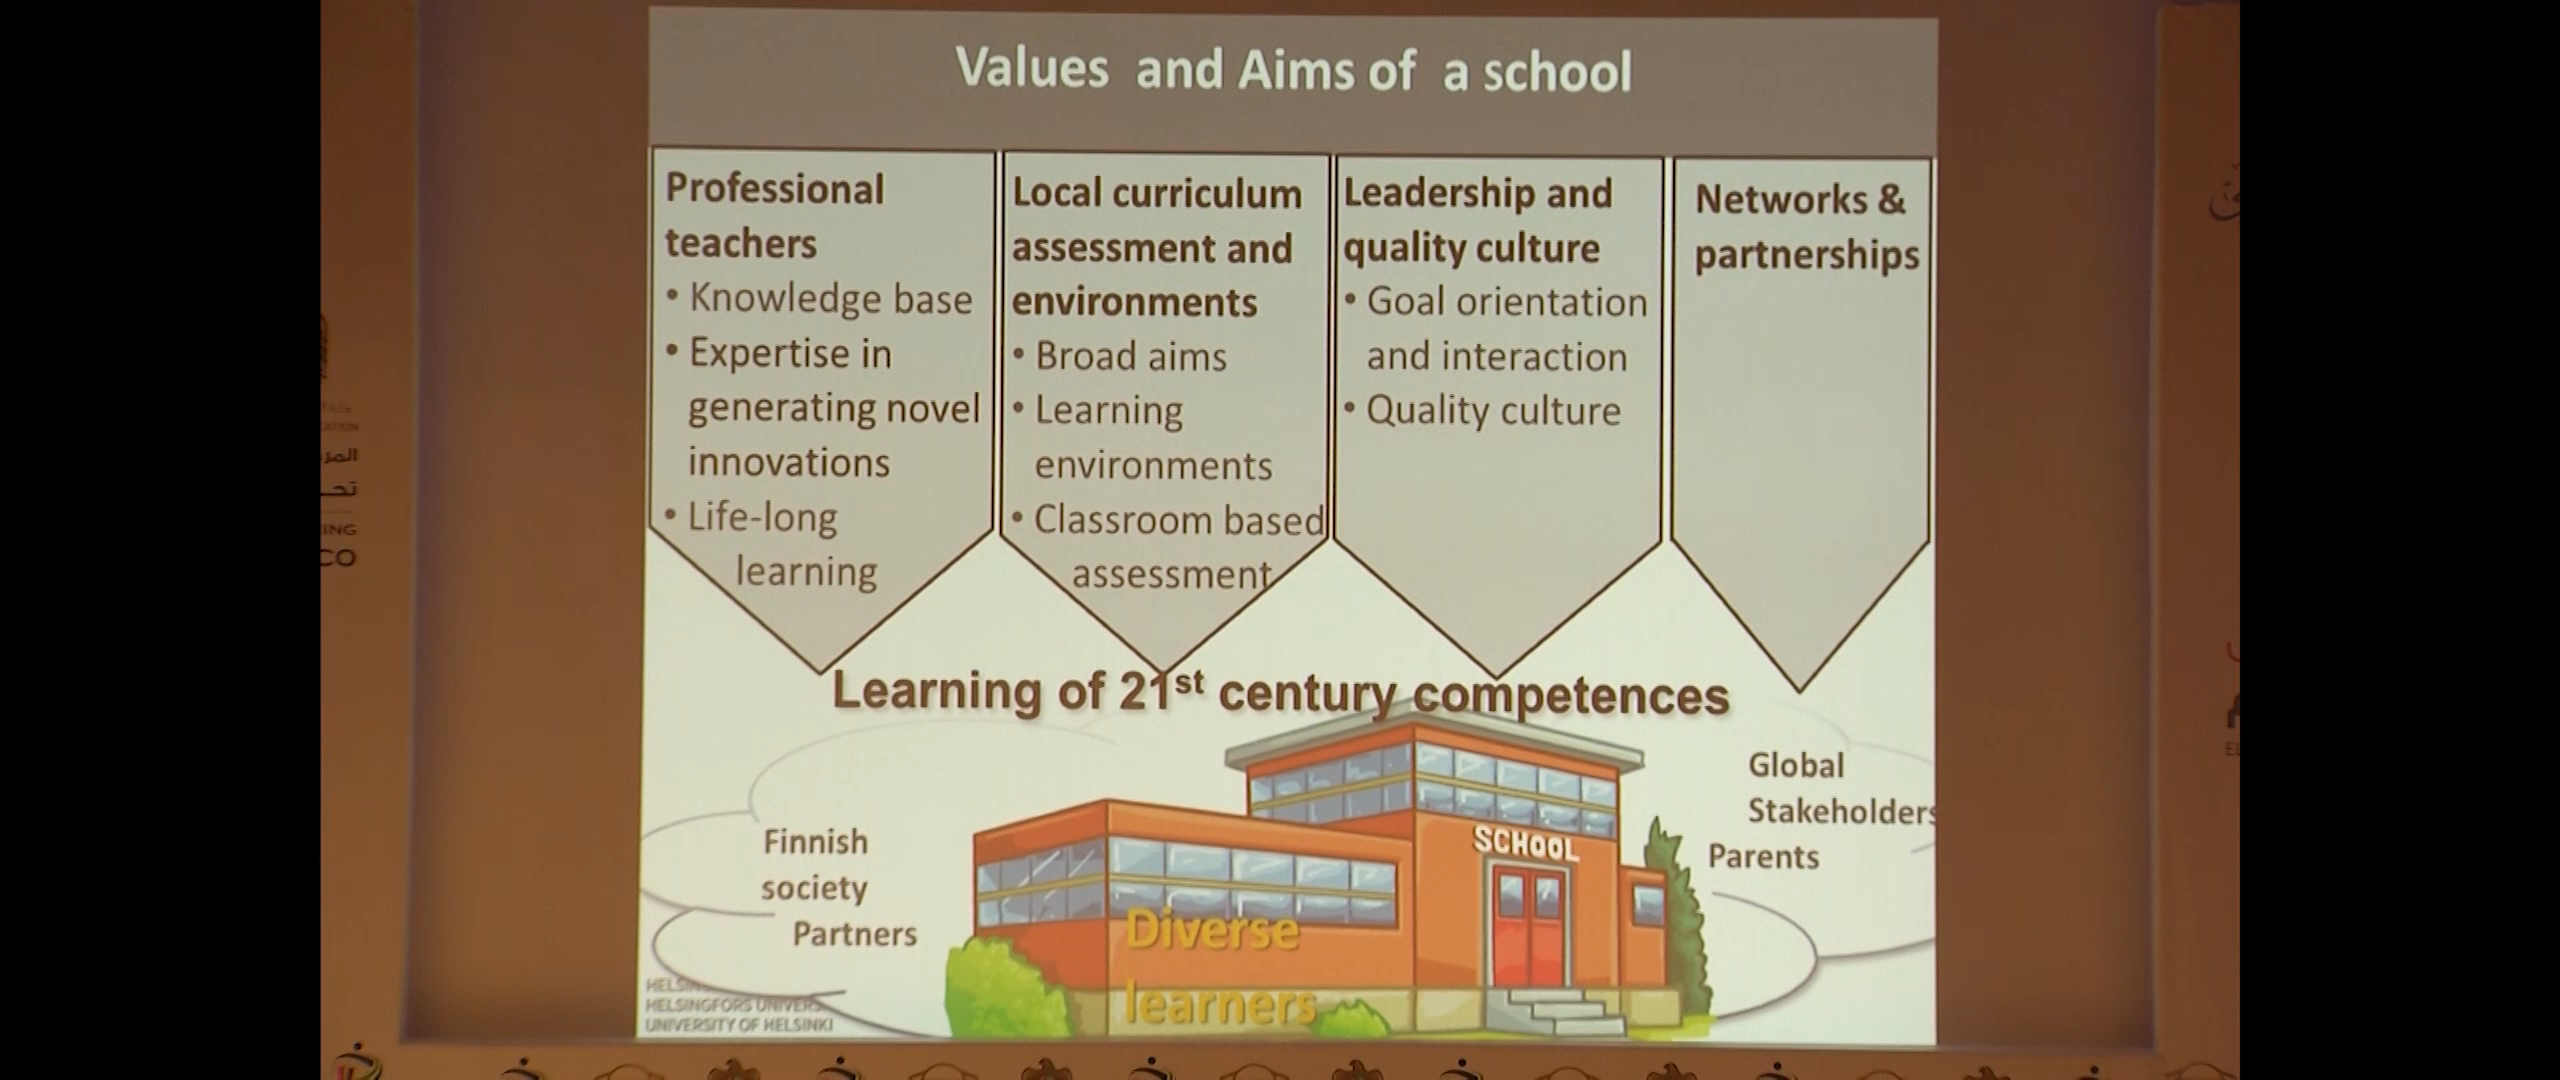 Values and Aims of a school
Professional
teachers
• Knowledge base
• Expertise in
generating novel
innovations
• Life-long
learning
Local curriculum
assessment and
environments
• Broad aims
• Learning
environments
• Classroom based
assessment
Leadership and
quality culture
• Goal orientation
and interaction
• Quality culture
Networks &
partnerships
Learning of 21st century competences
Finnish
society
Partners
SCHOOL
Diverse
learners
Global
Stakeholders
Parents
HELSINGFORS
UNIVERSITY OF HELSINKI